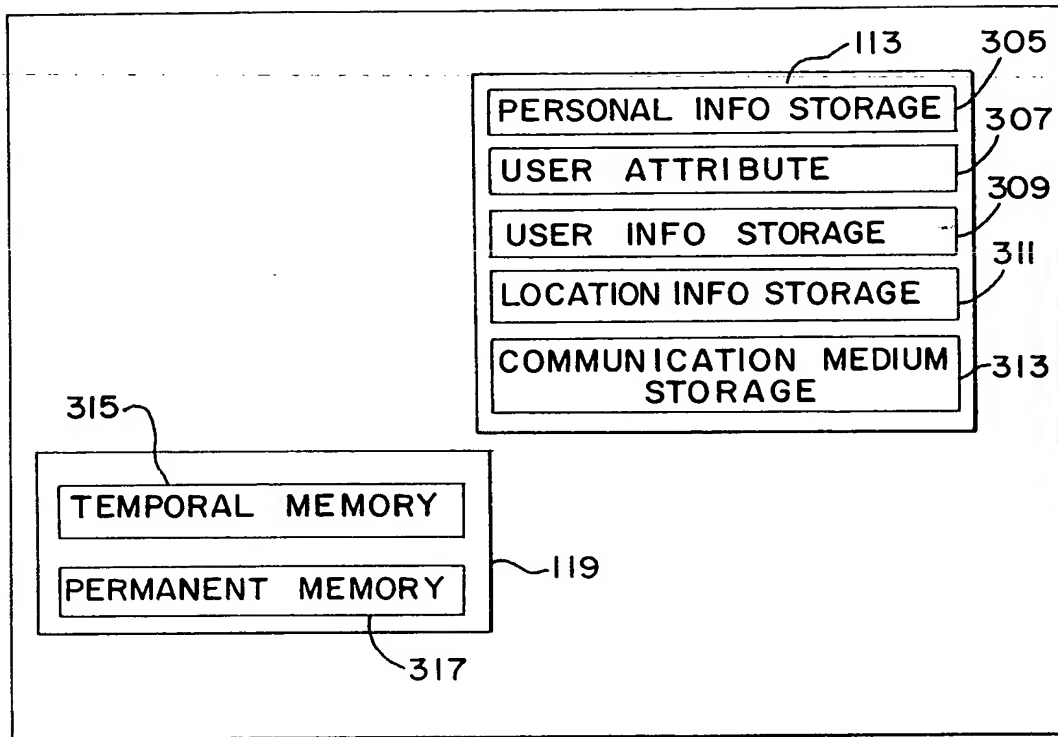 113
305
PERSONAL INFO STORAGE
307
USER ATTRIBUTE
309
USER INFO STORAGE
311
LOCATION INFO STORAGE
COMMUNICATION MEDIUM
STORAGE
313
315
TEMPORAL MEMORY
119
PERMANENT MEMORY
317